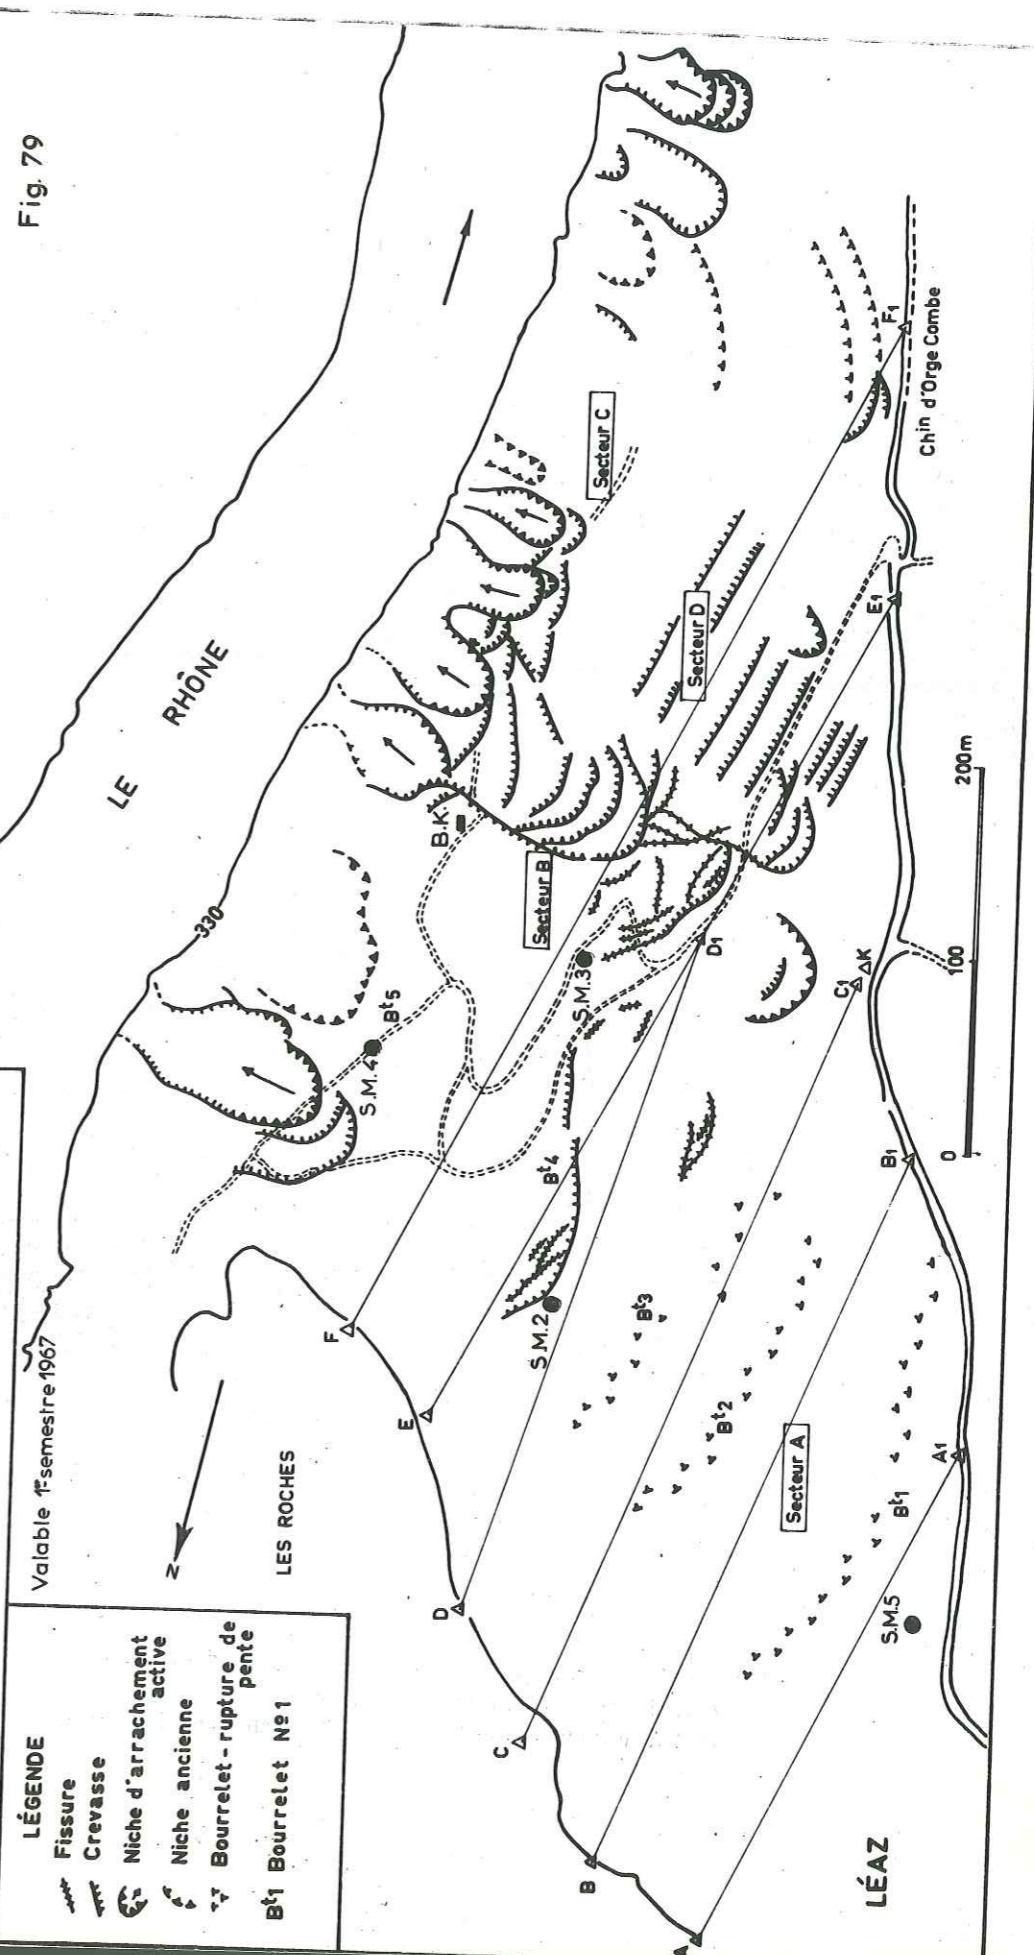 Fig. 79
LÉGENDE
Fissure
Crevasse
Niche d'arrachement
active
Niche ancienne
Bourrelet-rupture de
pente
Bt1 Bourrelet Nº1
Valable 1er semestre 1967
N
LES ROCHES
LE
RHÔNE
330
S.M.4
Bt5
B.K.
Secteur B
Secteur C
Secteur D
S.M.3
Bt4
S.M.2
Bt3
Bt2
Secteur A
Bt1
S.M.5
A
B
C
D
E
F
A1
B1
C1
K
D1
E1
F1
Chin d'Orge Combe
0
100
200m
LÉAZ